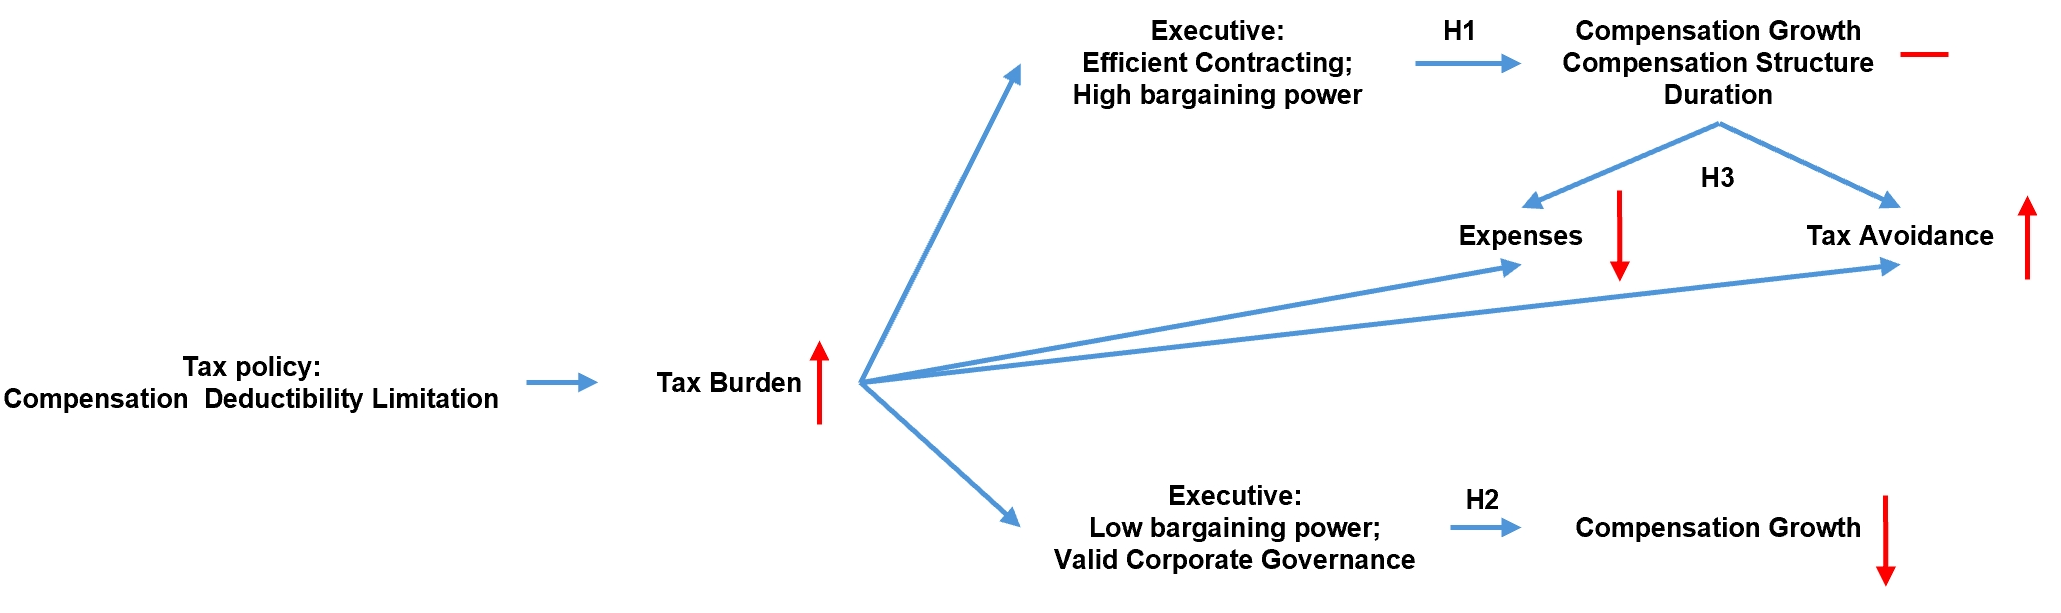 Tax policy:
Compensation  Deductibility Limitation
Tax Burden
Executive:
Efficient Contracting;
High bargaining power
H1
Compensation Growth
Compensation Structure
Duration
H3
Expenses
Tax Avoidance
Executive:
Low bargaining power;
Valid Corporate Governance
H2
Compensation Growth